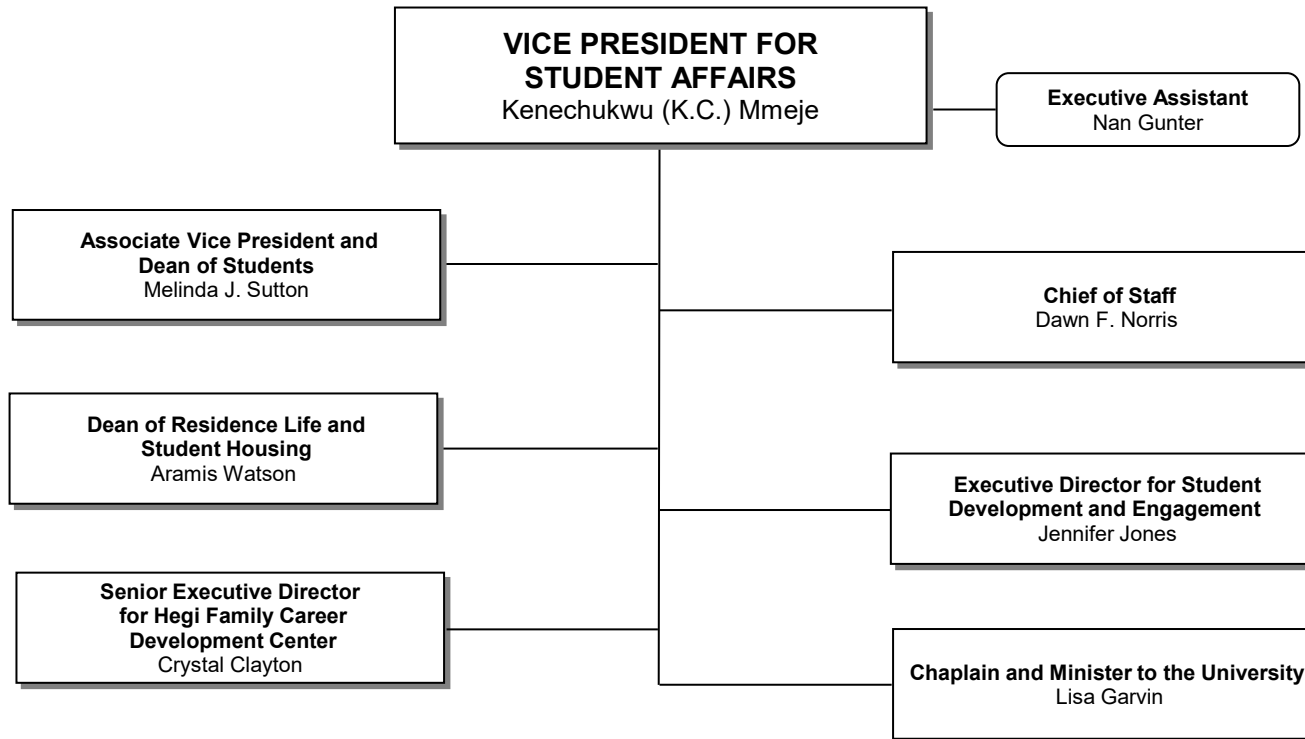 VICE PRESIDENT FOR
STUDENT AFFAIRS
Kenechukwu (K.C.) Mmeje
Executive Assistant
Nan Gunter
Associate Vice President and
Dean of Students
Melinda J. Sutton
Chief of Staff
Dawn F. Norris
Dean of Residence Life and
Student Housing
Aramis Watson
Executive Director for Student
Development and Engagement
Jennifer Jones
Senior Executive Director
for Hegi Family Career
Development Center
Crystal Clayton
Chaplain and Minister to the University
Lisa Garvin